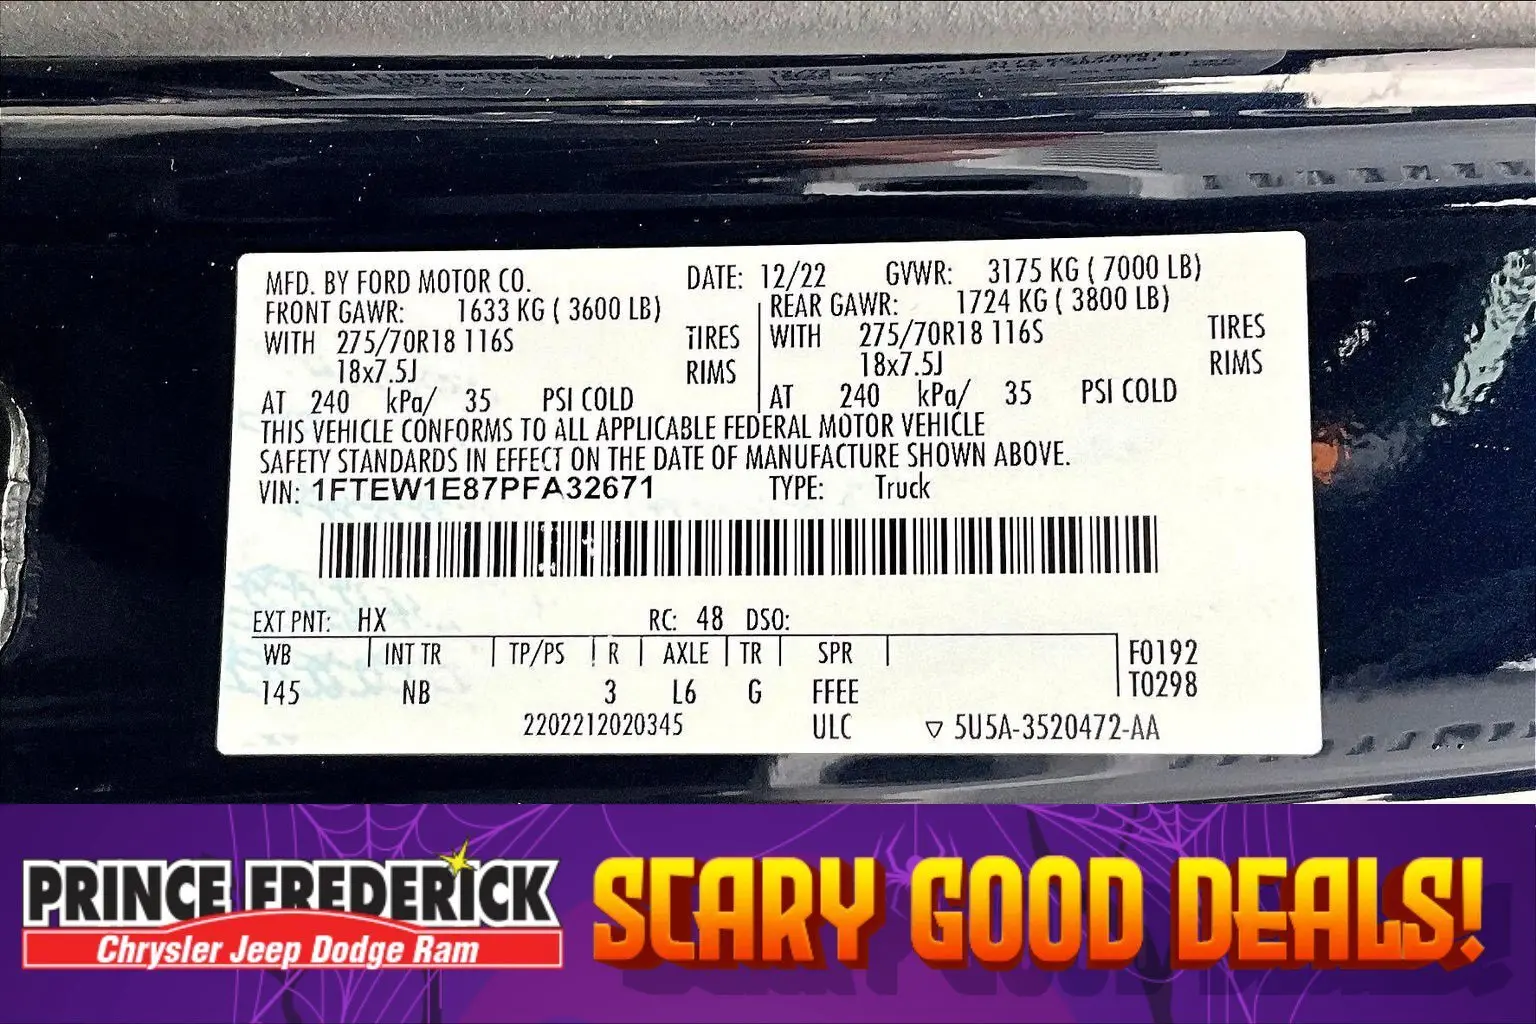 MFD. BY FORD MOTOR CO. DATE: 12/22 GVWR: 3175 KG ( 7000 LB)
FRONT GAWR: 1633 KG ( 3600 LB) REAR GAWR: 1724 KG ( 3800 LB)
WITH 275/70R18 116S TIRES WITH 275/70R18 116S TIRES
18x7.5J RIMS 18x7.5J RIMS
AT 240 kPa/ 35 PSI COLD AT 240 kPa/ 35 PSI COLD
THIS VEHICLE CONFORMS TO ALL APPLICABLE FEDERAL MOTOR VEHICLE
SAFETY STANDARDS IN EFFECT ON THE DATE OF MANUFACTURE SHOWN ABOVE.
VIN: 1FTEW1E87PFA32671 TYPE: Truck
EXT PNT: HX RC: 48 DSO:
WB INT TR TP/PS R AXLE TR SPR F0192
145 NB 3 L6 G FFEE T0298
2202212020345 ULC ▽ 5U5A-3520472-AA
PRINCE FREDERICK
Chrysler Jeep Dodge Ram
SCARY GOOD DEALS!